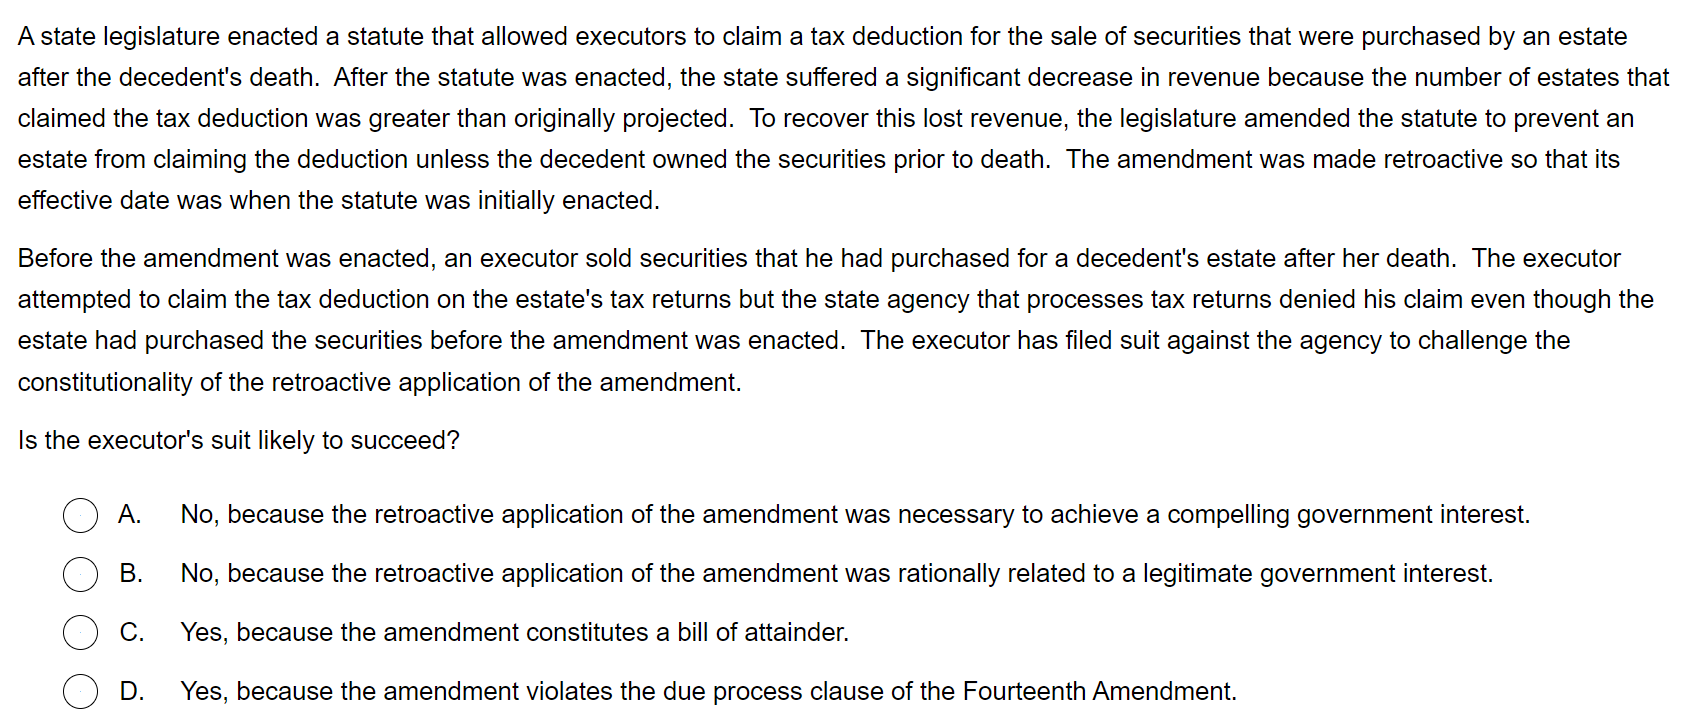 A state legislature enacted a statute that allowed executors to claim a tax deduction for the sale of securities that were purchased by an estate
after the decedent's death.  After the statute was enacted, the state suffered a significant decrease in revenue because the number of estates that
claimed the tax deduction was greater than originally projected.  To recover this lost revenue, the legislature amended the statute to prevent an
estate from claiming the deduction unless the decedent owned the securities prior to death.  The amendment was made retroactive so that its
effective date was when the statute was initially enacted.
Before the amendment was enacted, an executor sold securities that he had purchased for a decedent's estate after her death.  The executor
attempted to claim the tax deduction on the estate's tax returns but the state agency that processes tax returns denied his claim even though the
estate had purchased the securities before the amendment was enacted.  The executor has filed suit against the agency to challenge the
constitutionality of the retroactive application of the amendment.
Is the executor's suit likely to succeed?
A. No, because the retroactive application of the amendment was necessary to achieve a compelling government interest.
B. No, because the retroactive application of the amendment was rationally related to a legitimate government interest.
C. Yes, because the amendment constitutes a bill of attainder.
D. Yes, because the amendment violates the due process clause of the Fourteenth Amendment.